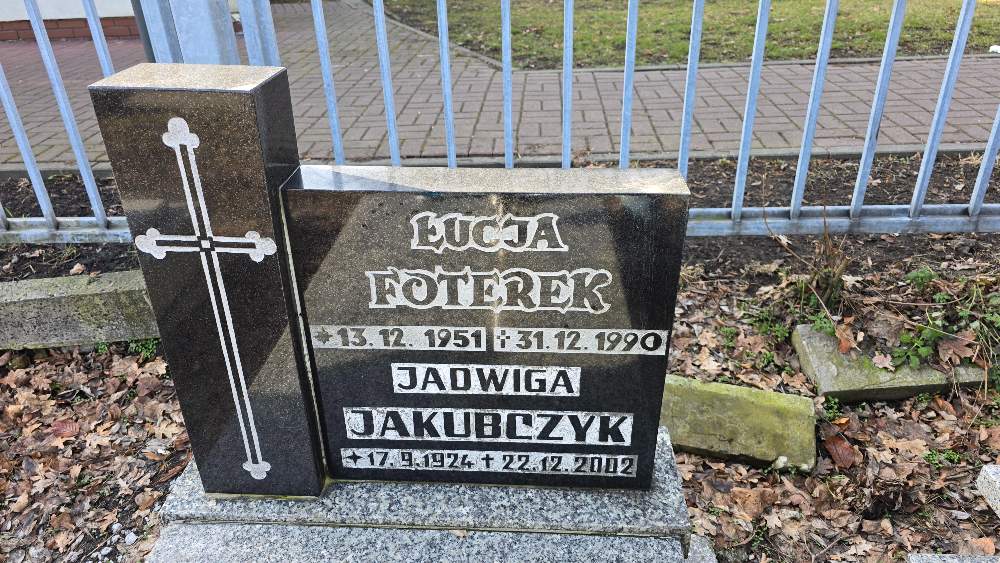 ŁUCJA
FOTEREK
✦13.12.1951 ✝31.12.1990
JADWIGA
JAKUBCZYK
✦17.9.1924 ✝22.12.2002